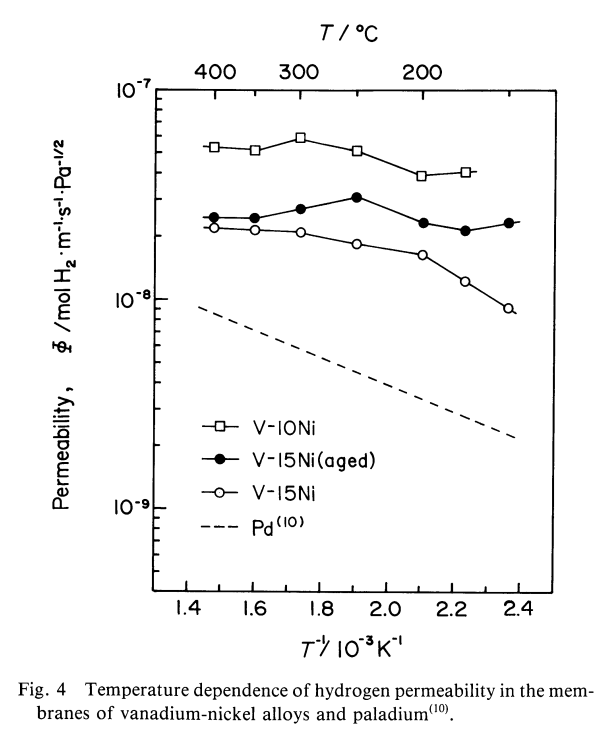 T / °C
400 300 200
10⁻⁷
10⁻⁸
10⁻⁹
Permeability, Φ /mol H₂·m⁻¹·s⁻¹·Pa⁻¹/²
V-10Ni
V-15Ni(aged)
V-15Ni
Pd⁽¹⁰⁾
1.4 1.6 1.8 2.0 2.2 2.4
T⁻¹/ 10⁻³K⁻¹
Fig. 4 Temperature dependence of hydrogen permeability in the mem-
branes of vanadium-nickel alloys and paladium⁽¹⁰⁾.